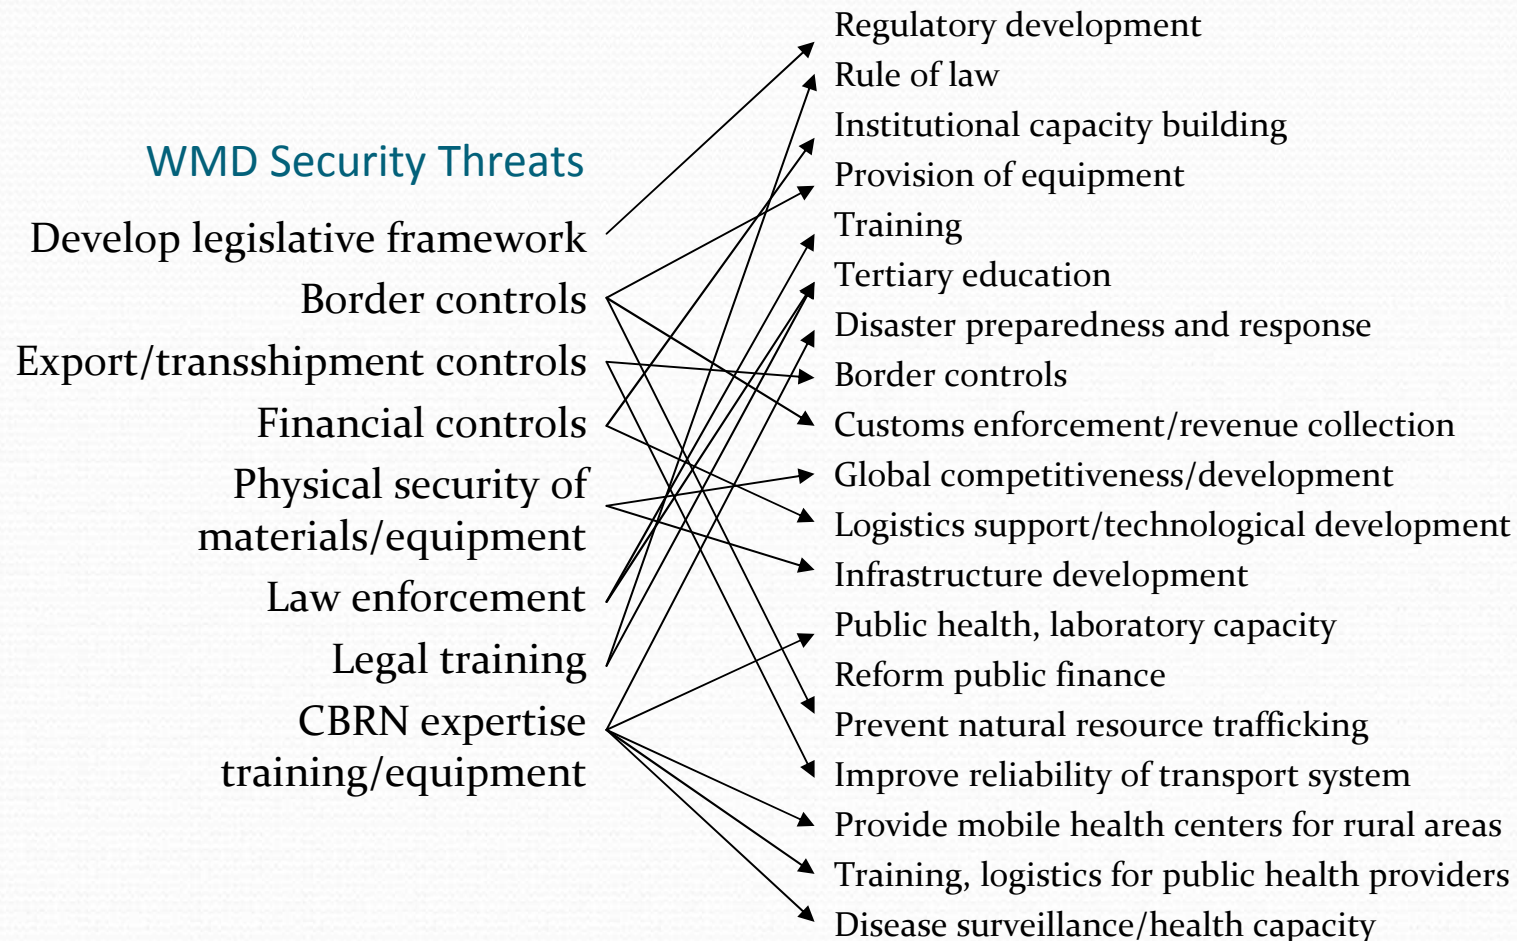 WMD Security Threats
Develop legislative framework
Border controls
Export/transshipment controls
Financial controls
Physical security of
materials/equipment
Law enforcement
Legal training
CBRN expertise
training/equipment
Regulatory development
Rule of law
Institutional capacity building
Provision of equipment
Training
Tertiary education
Disaster preparedness and response
Border controls
Customs enforcement/revenue collection
Global competitiveness/development
Logistics support/technological development
Infrastructure development
Public health, laboratory capacity
Reform public finance
Prevent natural resource trafficking
Improve reliability of transport system
Provide mobile health centers for rural areas
Training, logistics for public health providers
Disease surveillance/health capacity